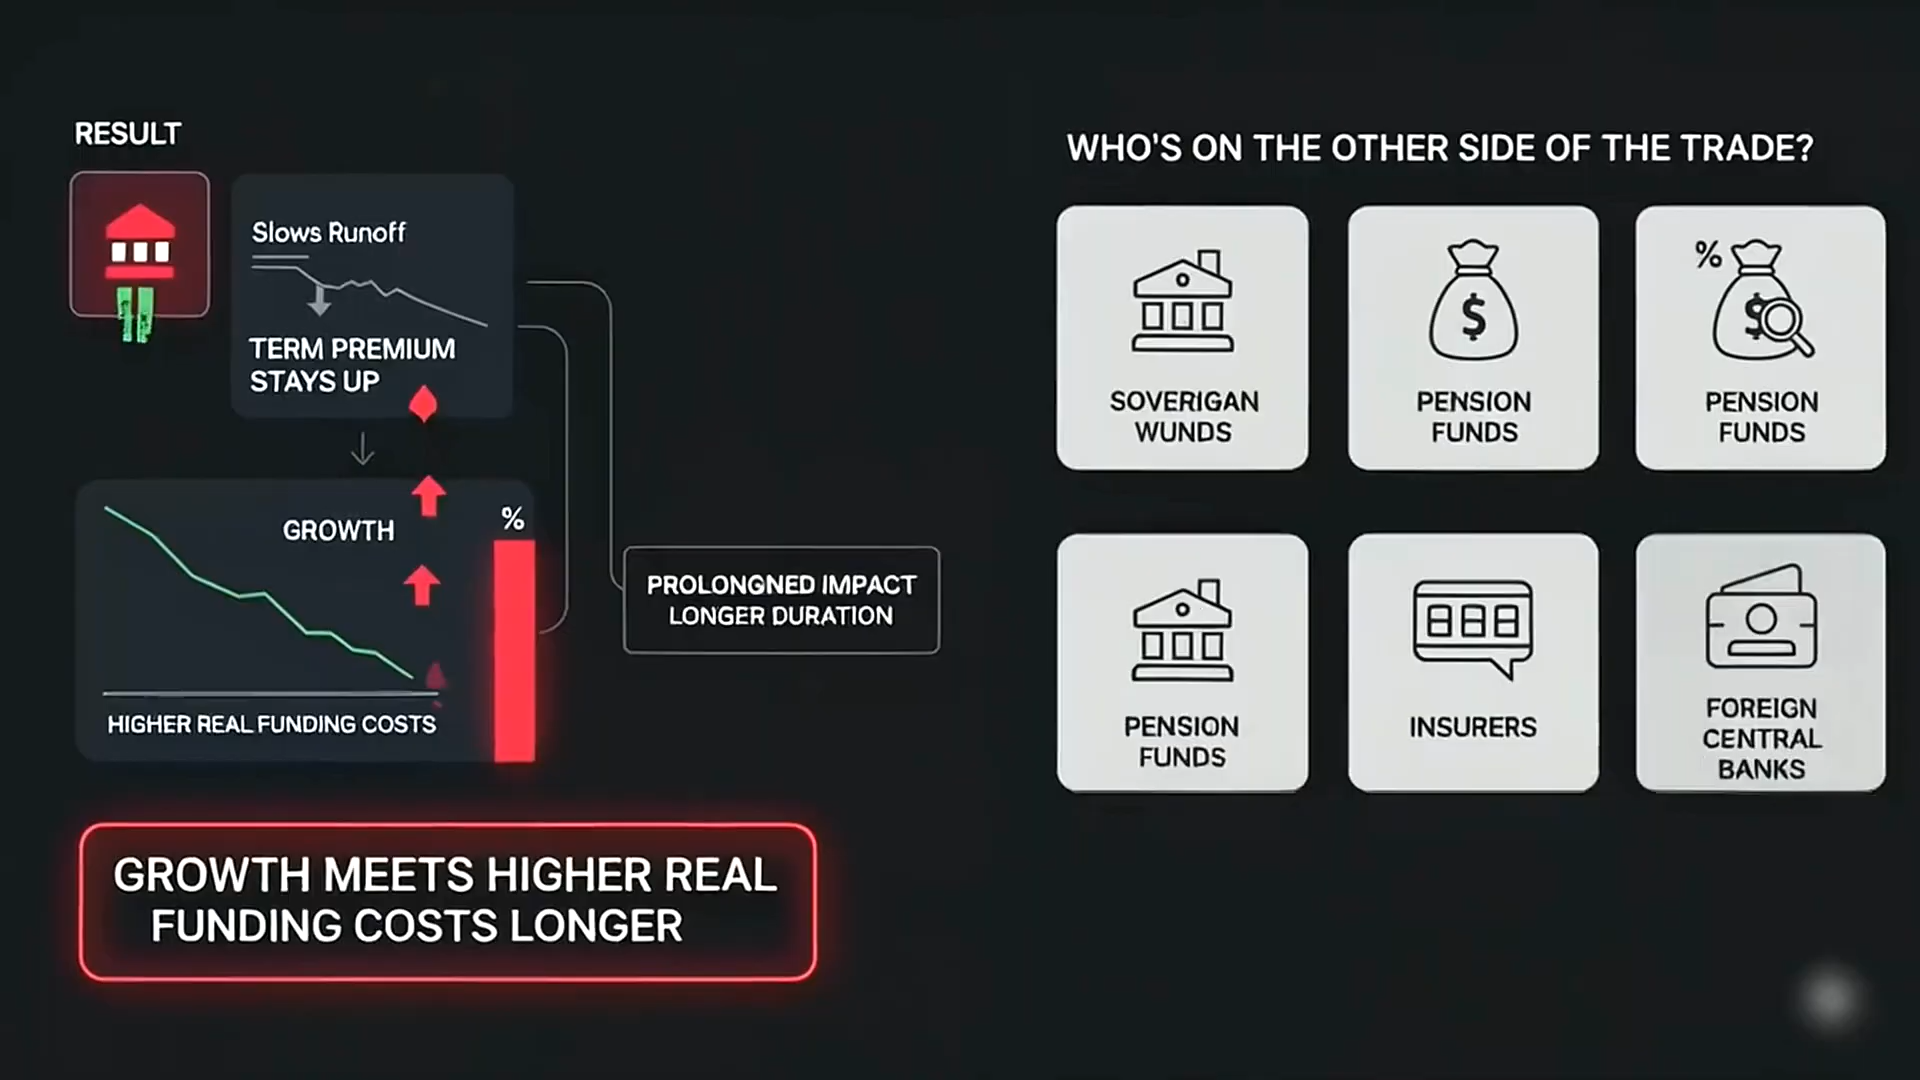 RESULT
Slows Runoff
TERM PREMIUM
STAYS UP
GROWTH
%
HIGHER REAL FUNDING COSTS
PROLONGNED IMPACT
LONGER DURATION
GROWTH MEETS HIGHER REAL
FUNDING COSTS LONGER
WHO'S ON THE OTHER SIDE OF THE TRADE?
SOVERIGAN
WUNDS
$
PENSION
FUNDS
%
$
PENSION
FUNDS
PENSION
FUNDS
INSURERS
FOREIGN
CENTRAL
BANKS